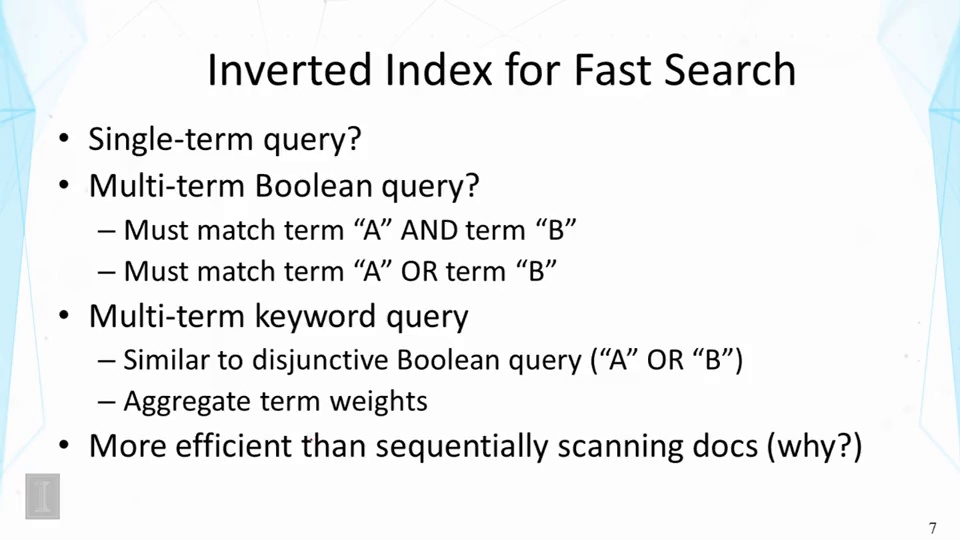 Inverted Index for Fast Search
• Single-term query?
• Multi-term Boolean query?
– Must match term “A” AND term “B”
– Must match term “A” OR term “B”
• Multi-term keyword query
– Similar to disjunctive Boolean query (“A” OR “B”)
– Aggregate term weights
• More efficient than sequentially scanning docs (why?)
I
7